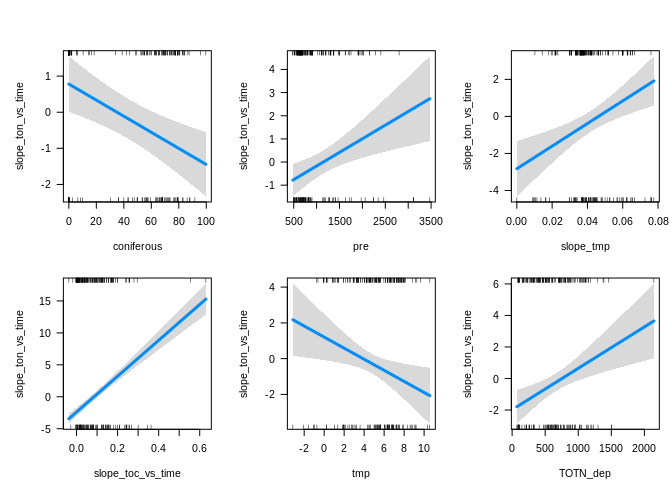 slope_ton_vs_time
1
0
-1
-2
0 20 40 60 80 100
coniferous
slope_ton_vs_time
4
3
2
1
0
-1
500 1500 2500 3500
pre
slope_ton_vs_time
2
0
-2
-4
0.00 0.02 0.04 0.06 0.08
slope_tmp
slope_ton_vs_time
15
10
5
0
-5
0.0 0.2 0.4 0.6
slope_toc_vs_time
slope_ton_vs_time
4
2
0
-2
-2 0 2 4 6 8 10
tmp
slope_ton_vs_time
6
4
2
0
-2
0 500 1000 1500 2000
TOTN_dep